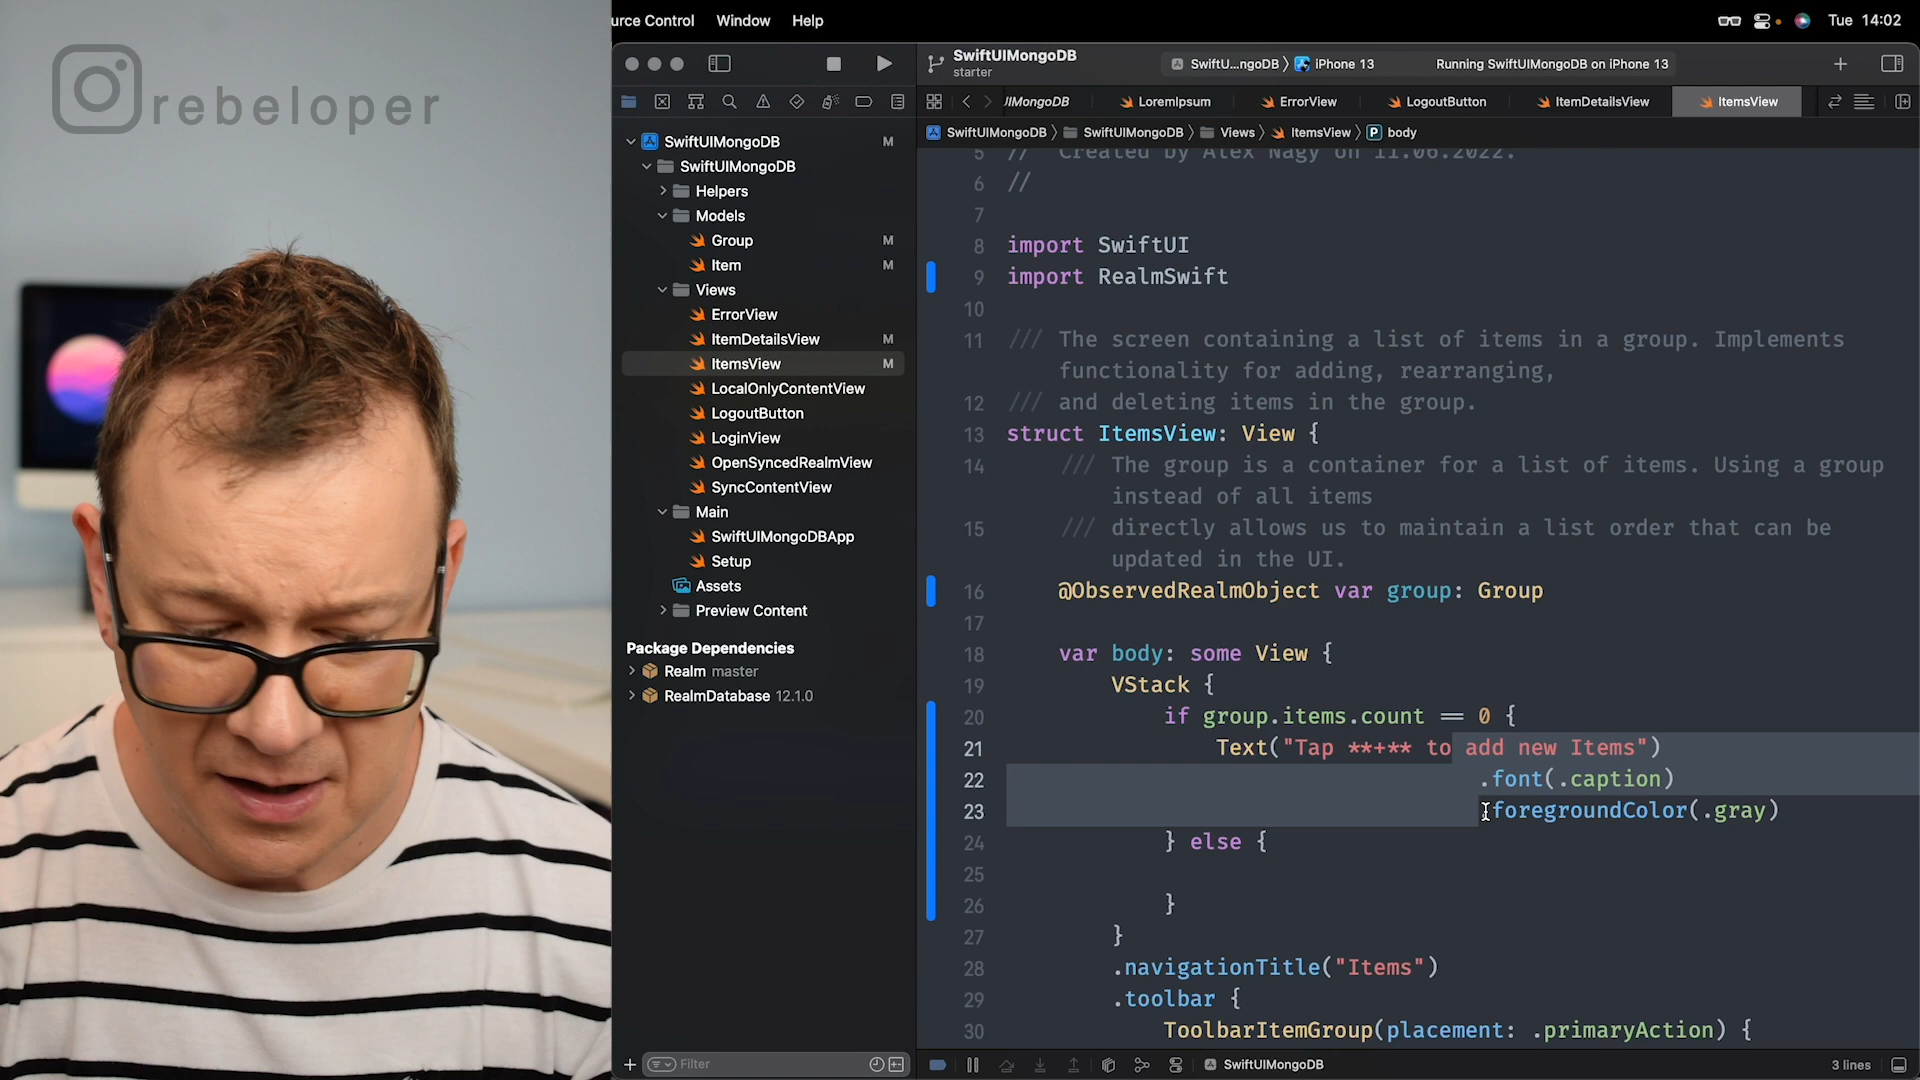 rebeloper
urce Control Window Help
Tue 14:02
SwiftUIMongoDB
starter
SwiftU...ngoDB iPhone 13
Running SwiftUIMongoDB on iPhone 13
UIMongoDB LoremIpsum ErrorView LogoutButton ItemDetailsView ItemsView
SwiftUIMongoDB SwiftUIMongoDB Views ItemsView P body
SwiftUIMongoDB M
SwiftUIMongoDB
Helpers
Models
Group M
Item M
Views
ErrorView
ItemDetailsView M
ItemsView M
LocalOnlyContentView
LogoutButton
LoginView
OpenSyncedRealmView
SyncContentView
Main
SwiftUIMongoDBApp
Setup
Assets
Preview Content
Package Dependencies
Realm master
RealmDatabase 12.1.0
Filter
5 // Created by Alex Nagy on 11.06.2022.
6 //
7
8 import SwiftUI
9 import RealmSwift
10
11 /// The screen containing a list of items in a group. Implements
functionality for adding, rearranging,
12 /// and deleting items in the group.
13 struct ItemsView: View {
14 /// The group is a container for a list of items. Using a group
instead of all items
15 /// directly allows us to maintain a list order that can be
updated in the UI.
16 @ObservedRealmObject var group: Group
17
18 var body: some View {
19 VStack {
20 if group.items.count == 0 {
21 Text("Tap **+** to add new Items")
22 .font(.caption)
23 .foregroundColor(.gray)
24 } else {
25
26 }
27 }
28 .navigationTitle("Items")
29 .toolbar {
30 ToolbarItemGroup(placement: .primaryAction) {
SwiftUIMongoDB
3 lines